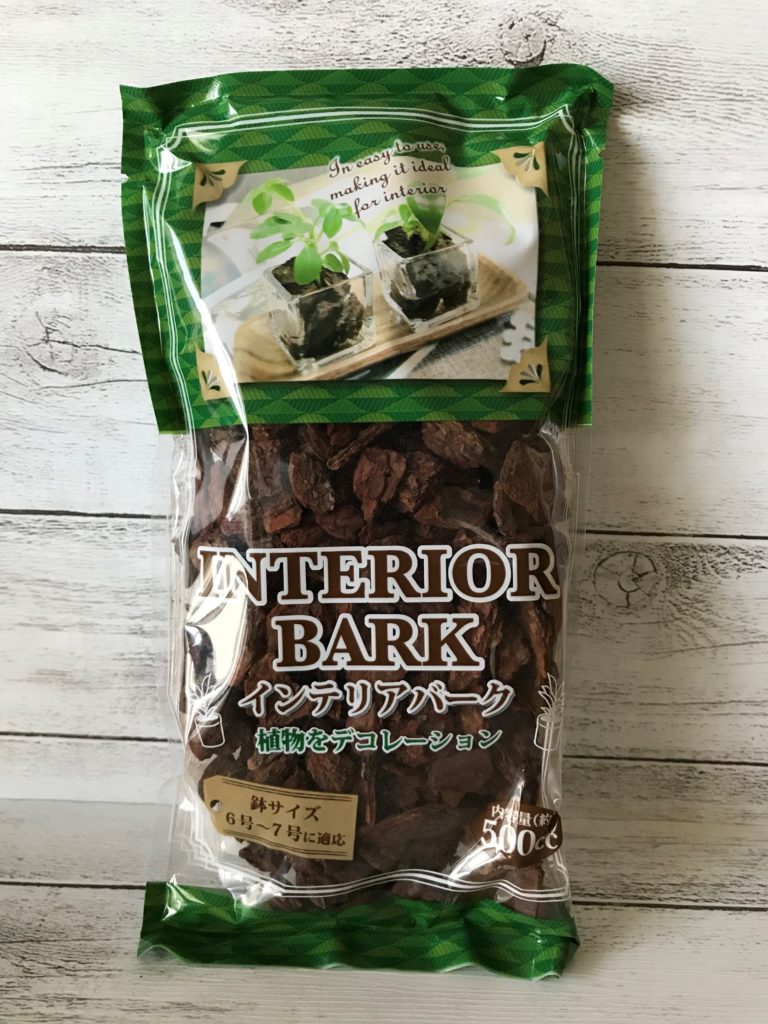 In easy to use,
making it ideal
for interior
INTERIOR
BARK
インテリアバーク
植物をデコレーション
鉢サイズ
6号〜7号に適応
内容量(約)
500cc